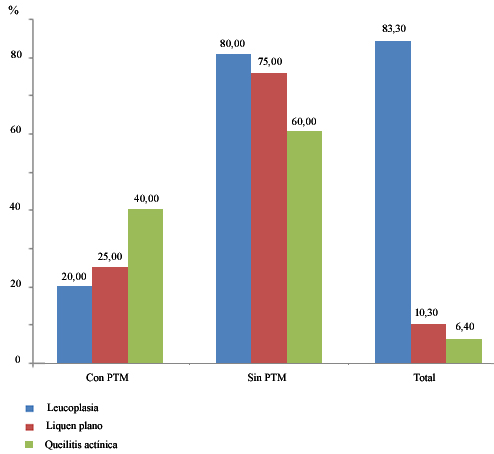 %
80
60
40
20
0
20,00
25,00
40,00
80,00
75,00
60,00
83,30
10,30
6,40
Con PTM
Sin PTM
Total
Leucoplasia
Liquen plano
Queilitis actínica